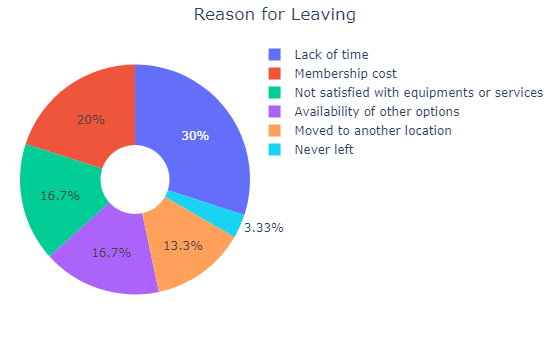 Reason for Leaving
Lack of time
Membership cost
Not satisfied with equipments or services
Availability of other options
Moved to another location
Never left
20%
30%
16.7%
3.33%
13.3%
16.7%